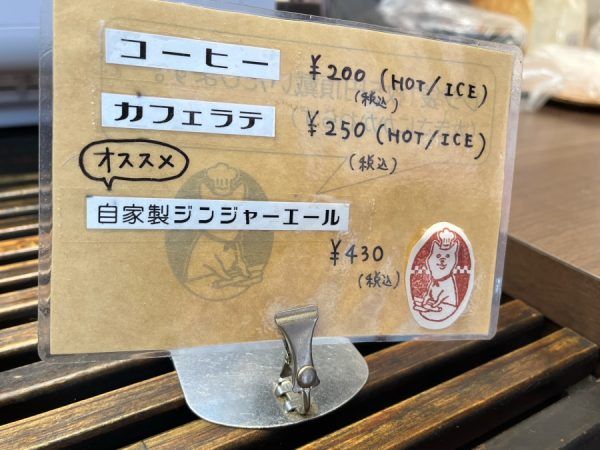 コーヒー ¥200 (HOT/ICE)
(税込)
カフェラテ ¥250 (HOT/ICE)
(税込)
オススメ
自家製ジンジャーエール
¥430
(税込)